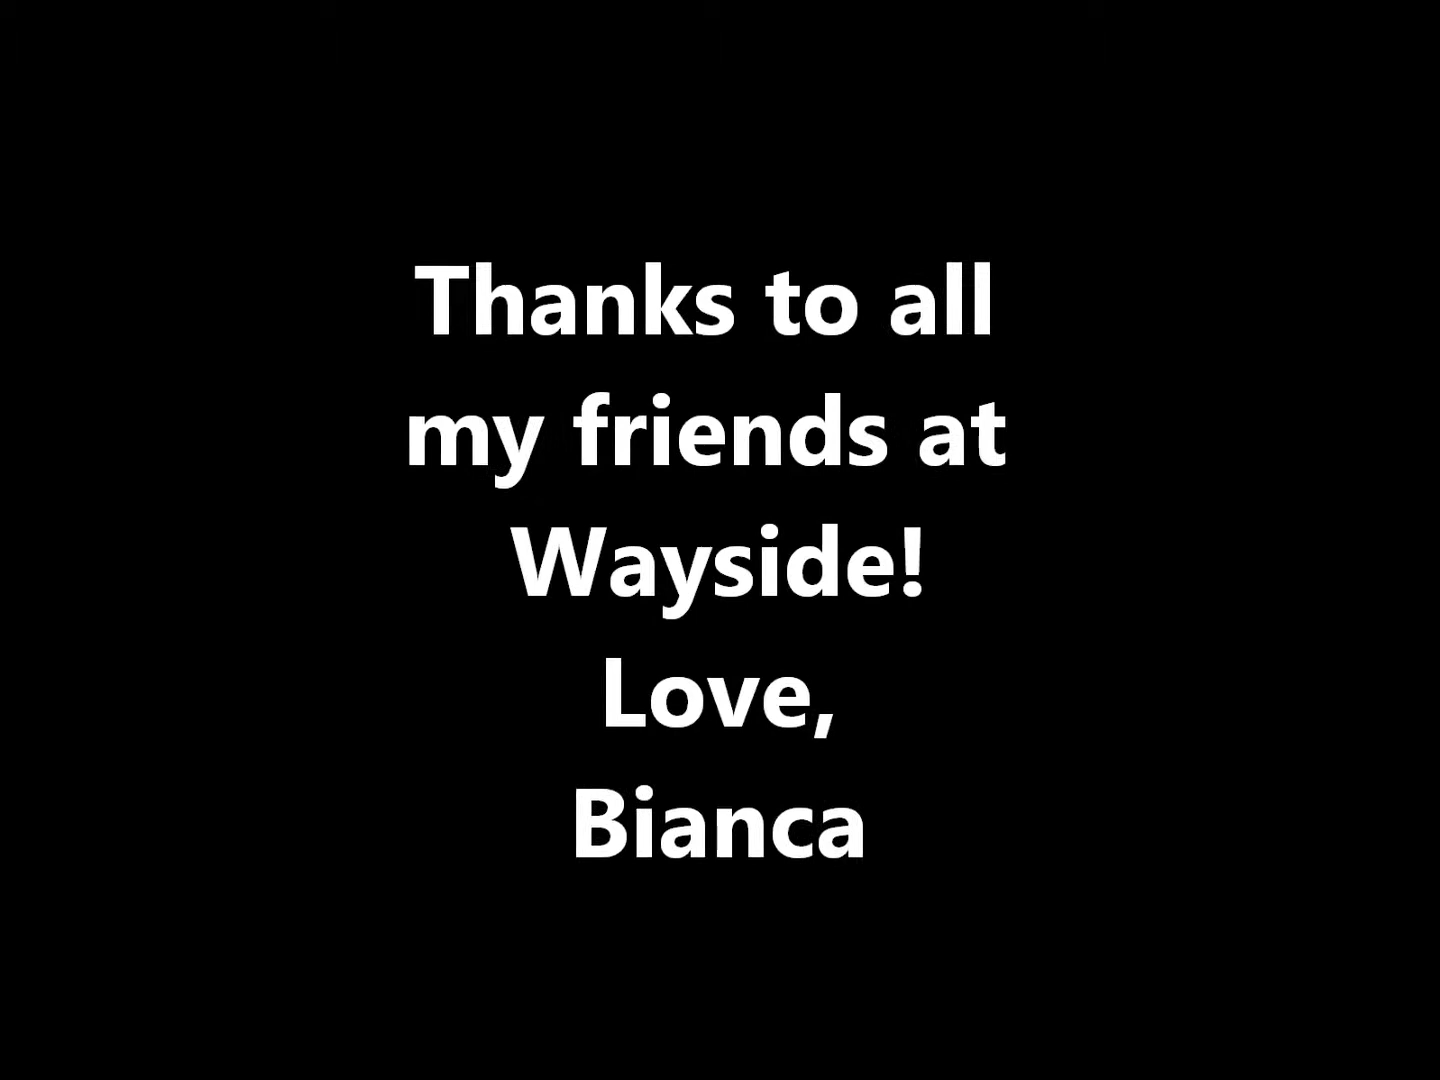 Thanks to all
my friends at
Wayside!
Love,
Bianca